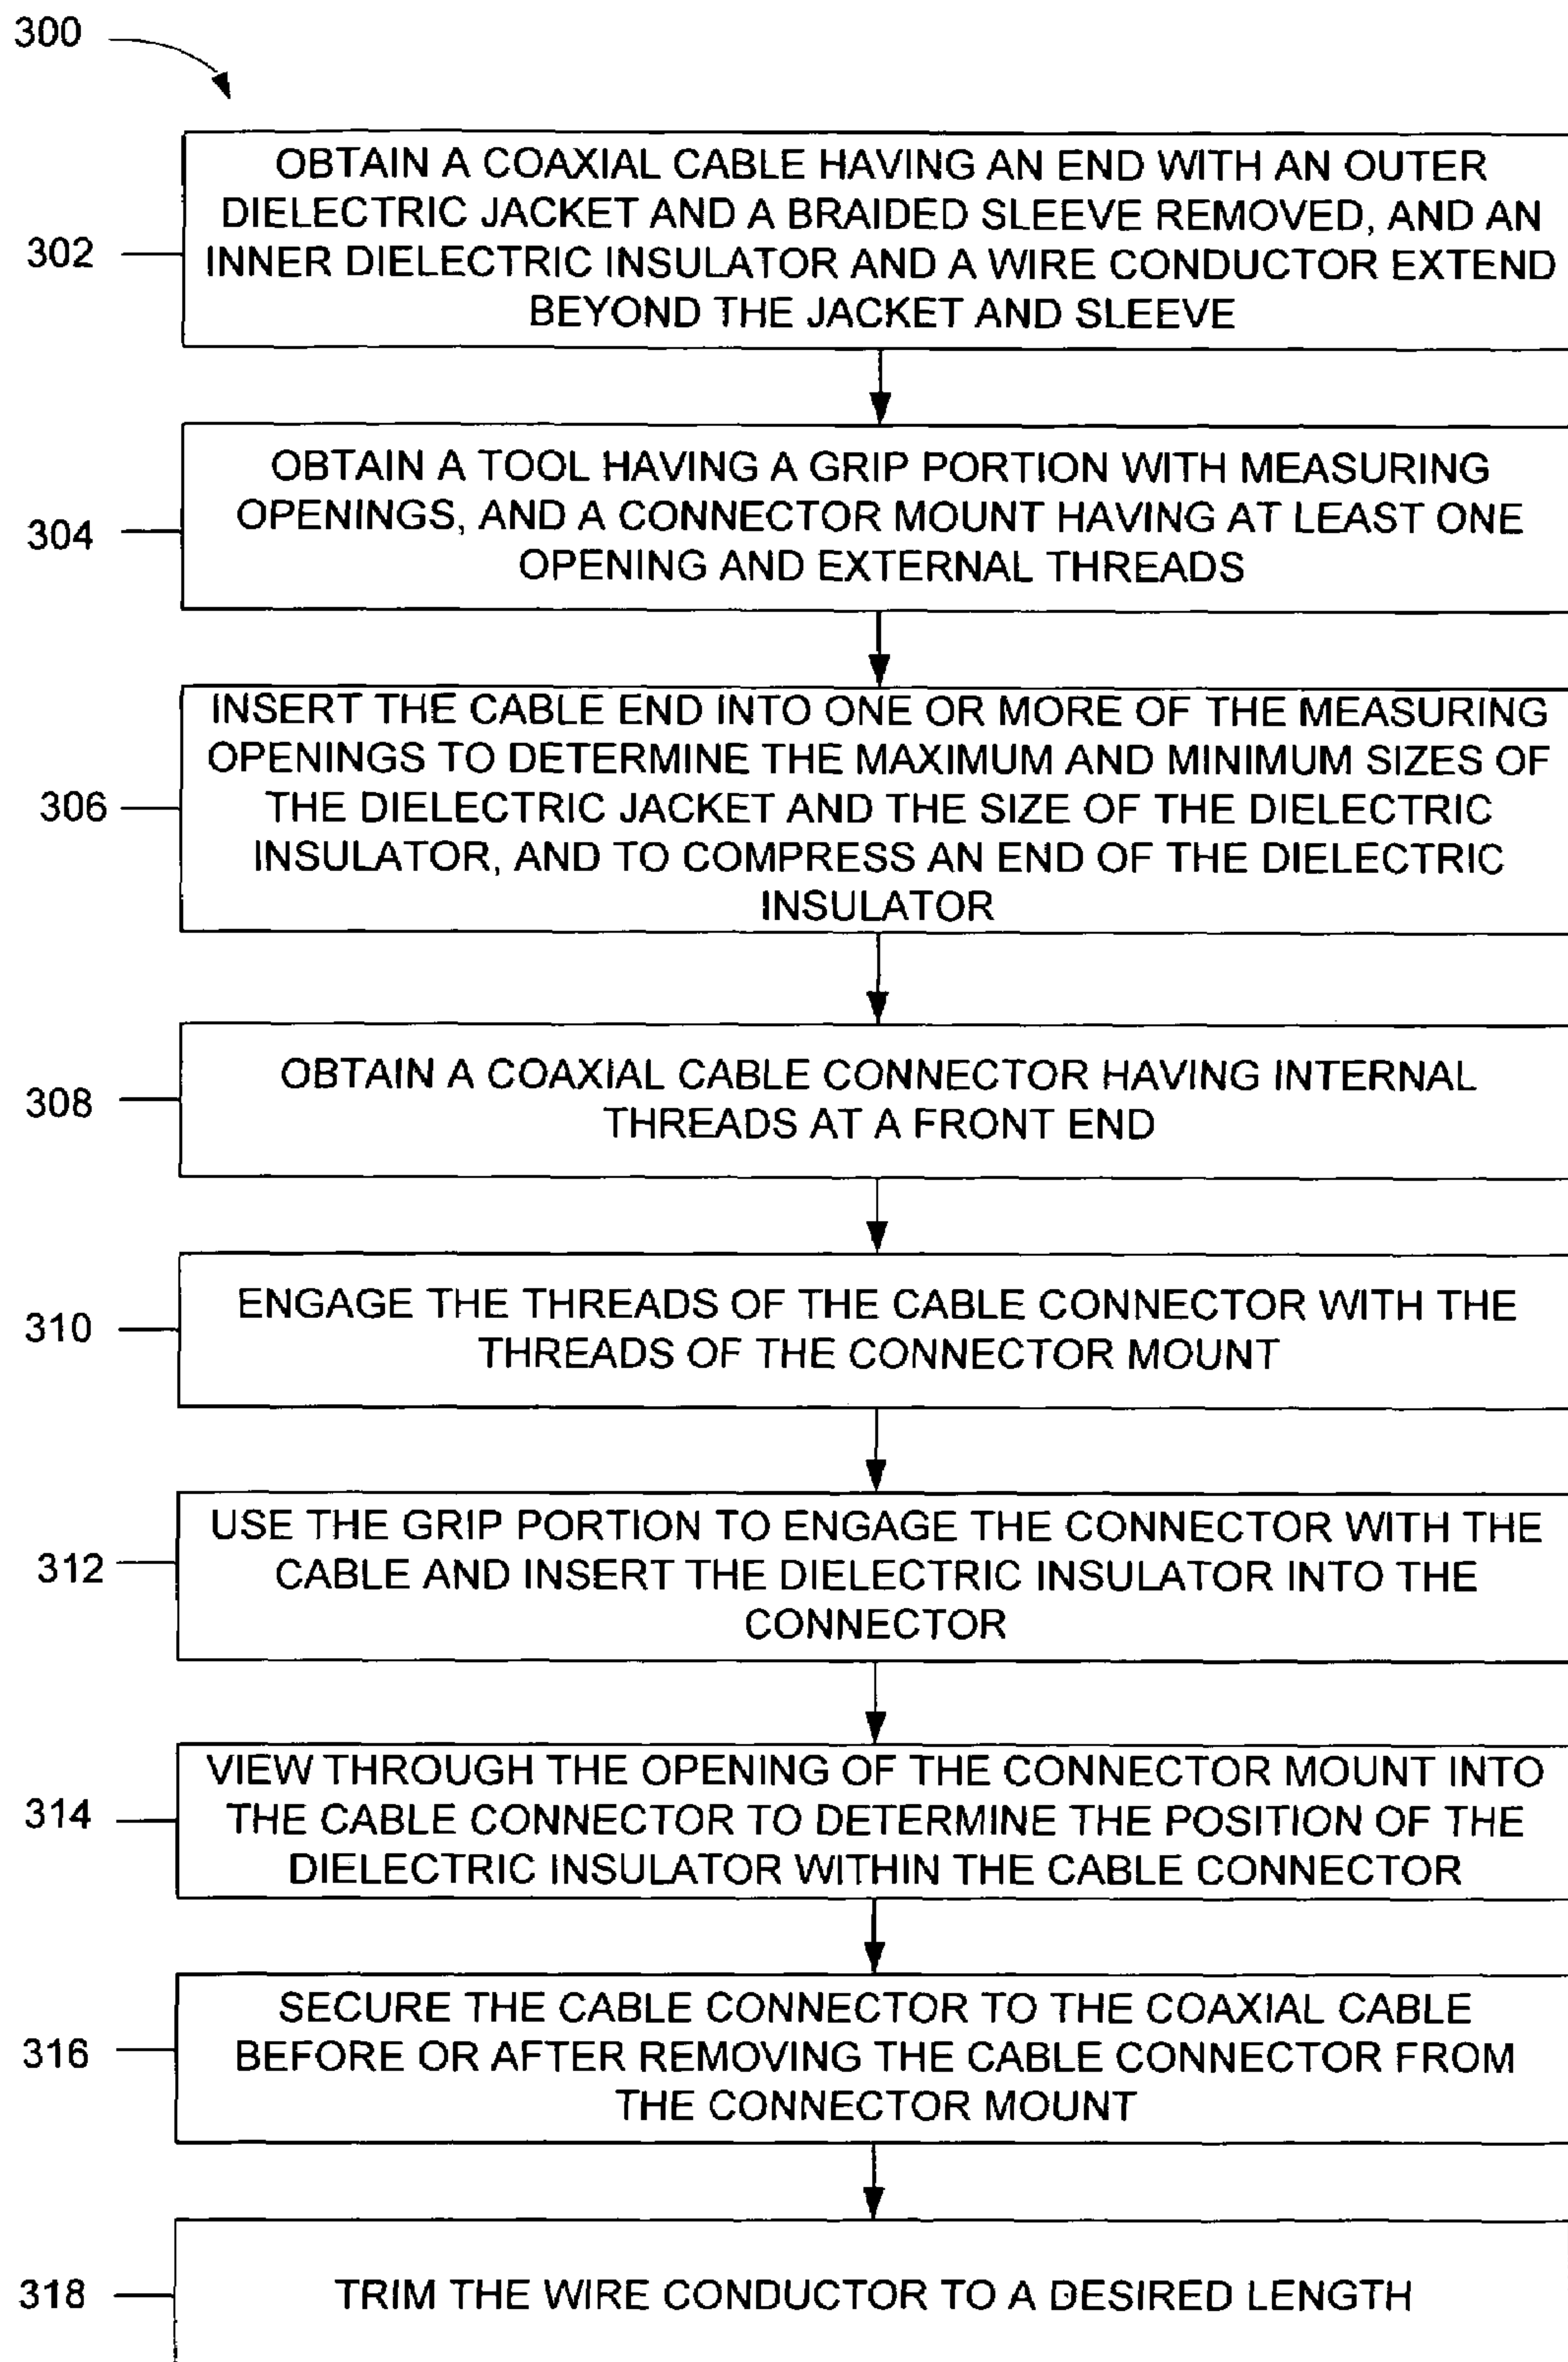 300
OBTAIN A COAXIAL CABLE HAVING AN END WITH AN OUTER
DIELECTRIC JACKET AND A BRAIDED SLEEVE REMOVED, AND AN
302
INNER DIELECTRIC INSULATOR AND A WIRE CONDUCTOR EXTEND
BEYOND THE JACKET AND SLEEVE
OBTAIN A TOOL HAVING A GRIP PORTION WITH MEASURING
304
OPENINGS, AND A CONNECTOR MOUNT HAVING AT LEAST ONE
OPENING AND EXTERNAL THREADS
INSERT THE CABLE END INTO ONE OR MORE OF THE MEASURING
OPENINGS TO DETERMINE THE MAXIMUM AND MINIMUM SIZES OF
306
THE DIELECTRIC JACKET AND THE SIZE OF THE DIELECTRIC
INSULATOR, AND TO COMPRESS AN END OF THE DIELECTRIC
INSULATOR
308
OBTAIN A COAXIAL CABLE CONNECTOR HAVING INTERNAL
THREADS AT A FRONT END
310
ENGAGE THE THREADS OF THE CABLE CONNECTOR WITH THE
THREADS OF THE CONNECTOR MOUNT
USE THE GRIP PORTION TO ENGAGE THE CONNECTOR WITH THE
312
CABLE AND INSERT THE DIELECTRIC INSULATOR INTO THE
CONNECTOR
VIEW THROUGH THE OPENING OF THE CONNECTOR MOUNT INTO
314
THE CABLE CONNECTOR TO DETERMINE THE POSITION OF THE
DIELECTRIC INSULATOR WITHIN THE CABLE CONNECTOR
SECURE THE CABLE CONNECTOR TO THE COAXIAL CABLE
316
BEFORE OR AFTER REMOVING THE CABLE CONNECTOR FROM
THE CONNECTOR MOUNT
318
TRIM THE WIRE CONDUCTOR TO A DESIRED LENGTH